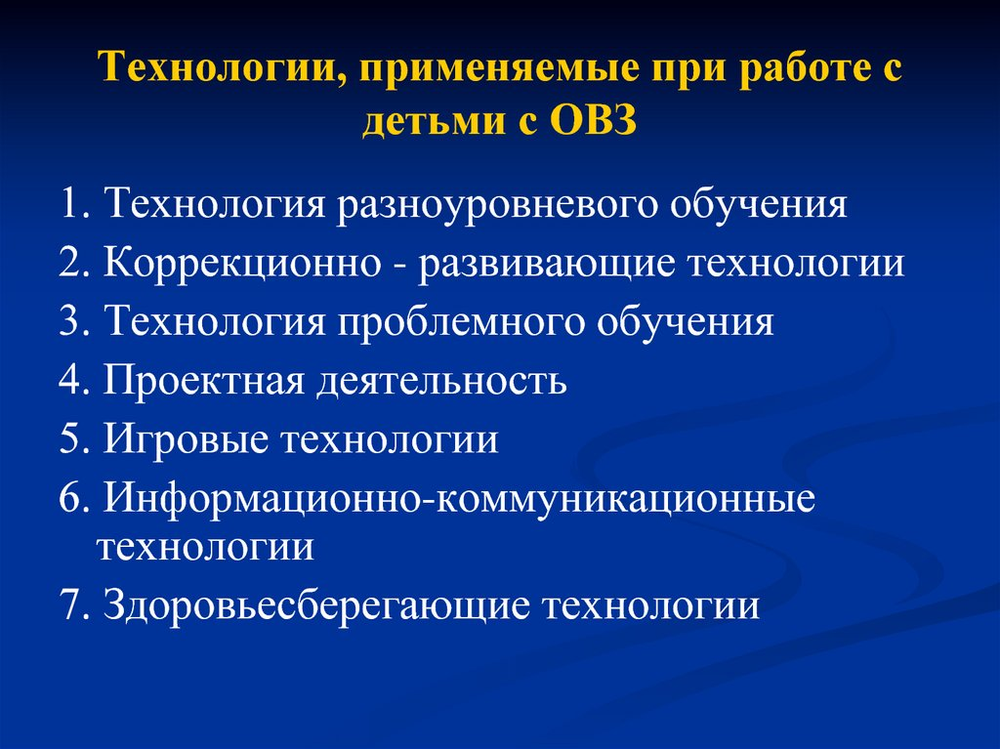 Технологии, применяемые при работе с
детьми с ОВЗ
1. Технология разноуровневого обучения
2. Коррекционно - развивающие технологии
3. Технология проблемного обучения
4. Проектная деятельность
5. Игровые технологии
6. Информационно-коммуникационные
технологии
7. Здоровьесберегающие технологии